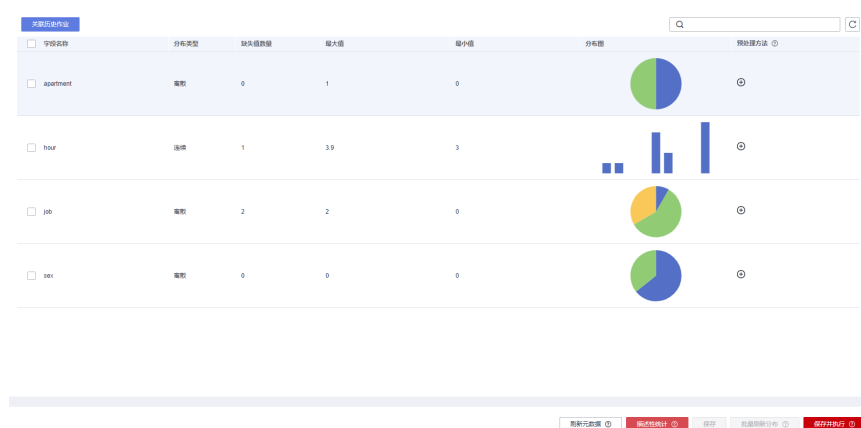 关联历史作业
字段名称 分布类型 缺失值数量 最大值 最小值 分布图 预处理方法
apartment 离散 0 1 0
hour 连续 1 3.9 3
job 离散 2 2 0
sex 离散 0 0 0
刷新元数据 描述性统计 保存 批量刷新分布 保存并执行